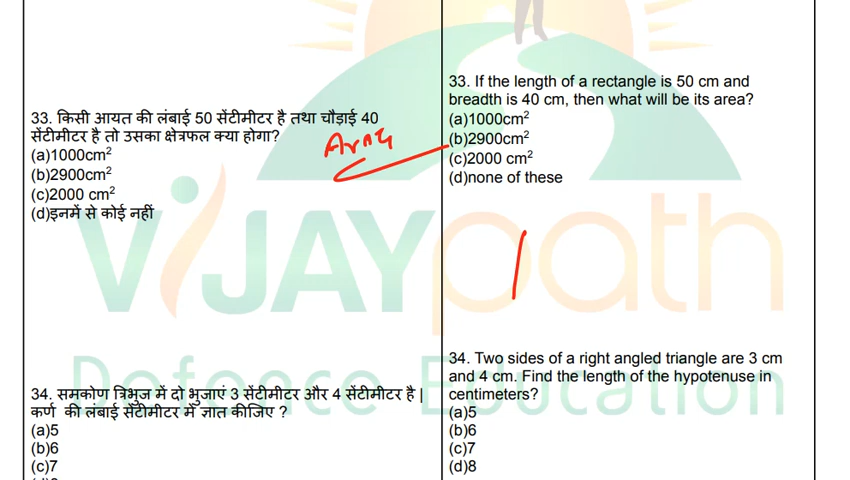 33. किसी आयत की लंबाई 50 सेंटीमीटर है तथा चौड़ाई 40
सेंटीमीटर है तो उसका क्षेत्रफल क्या होगा?
(a)1000cm²
(b)2900cm²
(c)2000 cm²
(d)इनमें से कोई नहीं
34. समकोण त्रिभुज में दो भुजाएं 3 सेंटीमीटर और 4 सेंटीमीटर है |
कर्ण की लंबाई सेंटीमीटर में ज्ञात कीजिए ?
(a)5
(b)6
(c)7
33. If the length of a rectangle is 50 cm and
breadth is 40 cm, then what will be its area?
(a)1000cm²
(b)2900cm²
(c)2000 cm²
(d)none of these
34. Two sides of a right angled triangle are 3 cm
and 4 cm. Find the length of the hypotenuse in
centimeters?
(a)5
(b)6
(c)7
(d)8
ViJAYpath
Defence Education